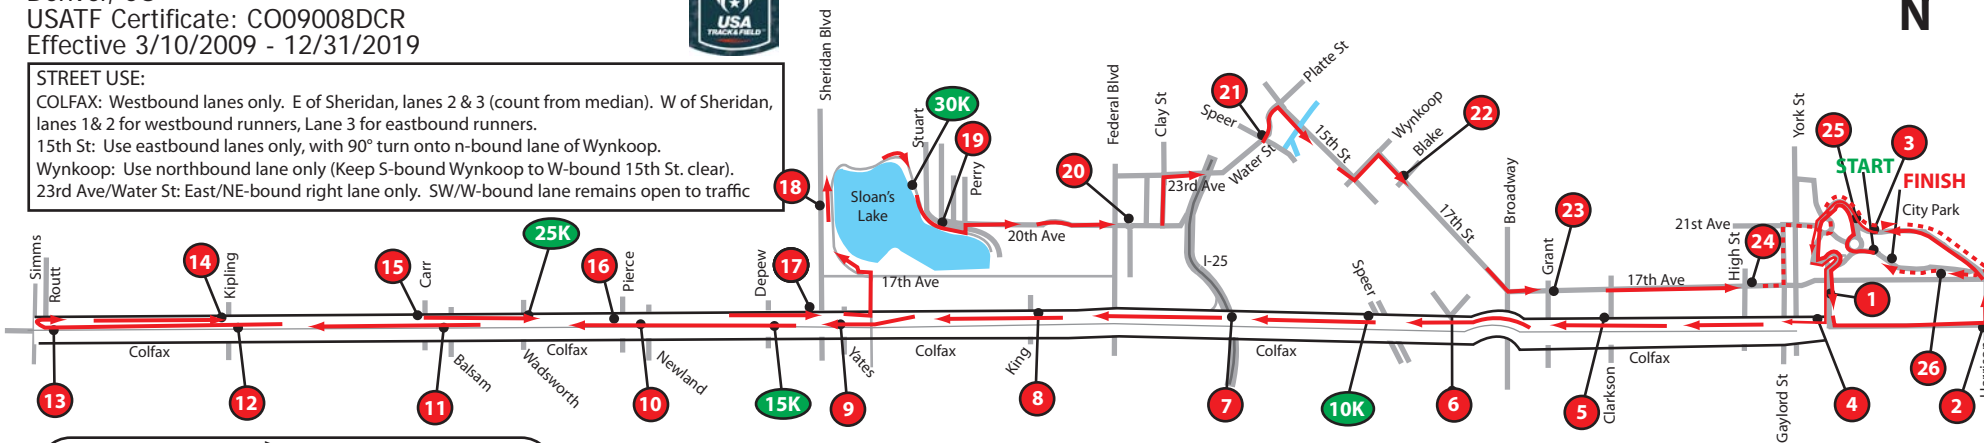 USATF Certificate: CO09008DCR
Effective 3/10/2009 - 12/31/2019
USA
TRACK & FIELD
N
STREET USE:
COLFAX: Westbound lanes only. E of Sheridan, lanes 2 & 3 (count from median). W of Sheridan,
lanes 1& 2 for westbound runners, Lane 3 for eastbound runners.
15th St: Use eastbound lanes only, with 90° turn onto n-bound lane of Wynkoop.
Wynkoop: Use northbound lane only (Keep S-bound Wynkoop to W-bound 15th St. clear).
23rd Ave/Water St: East/NE-bound right lane only. SW/W-bound lane remains open to traffic
Sheridan Blvd
Stuart
30K
19
Perry
Federal Blvd
Clay St
21
Speer
Platte St
15th St
Wynkoop
Blake
22
York St
25
3
START
FINISH
City Park
18
Sloan's
Lake
20
23rd Ave
Water St
17th St
Broadway
23
21st Ave
20th Ave
Simms
Routt
14
Kipling
15
Carr
25K
16
Pierce
Depew
17
17th Ave
I-25
Speer
Grant
17th Ave
High St
24
1
Colfax
Balsam
Wadsworth
Colfax
Newland
Yates
Colfax
King
Colfax
Clarkson
Colfax
Gaylord St
26
13
12
11
10
15K
9
8
7
10K
6
5
4
2